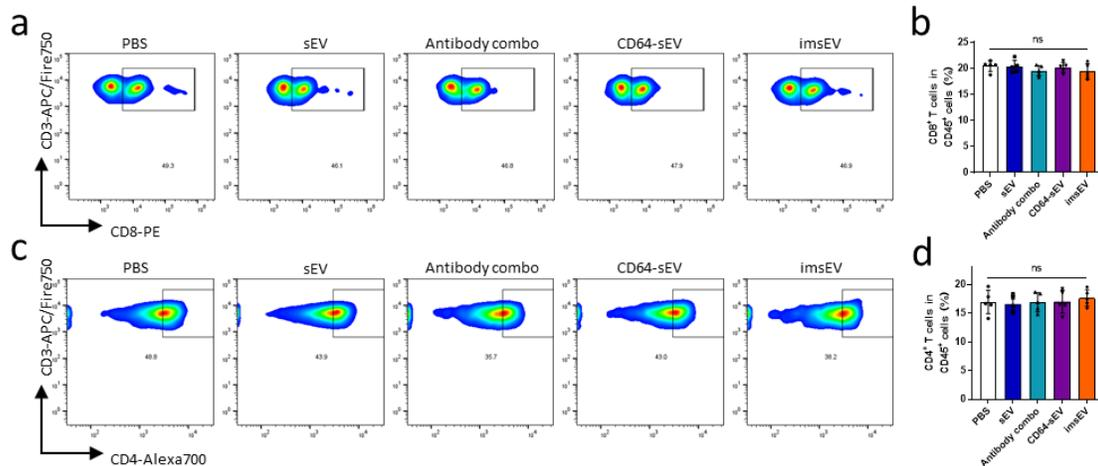 a
PBS
sEV
Antibody combo
CD64-sEV
imsEV
CD3-APC/Fire750
49.3
46.1
46.8
47.9
46.9
CD8-PE
b
ns
25
20
15
10
5
0
CD8+ T cells in
CD45+ cells (%)
PBS
sEV
Antibody combo
CD64-sEV
imsEV
c
PBS
sEV
Antibody combo
CD64-sEV
imsEV
CD3-APC/Fire750
48.8
43.9
35.7
43.0
38.2
CD4-Alexa700
d
ns
20
15
10
5
0
CD4+ T cells in
CD45+ cells (%)
PBS
sEV
Antibody combo
CD64-sEV
imsEV